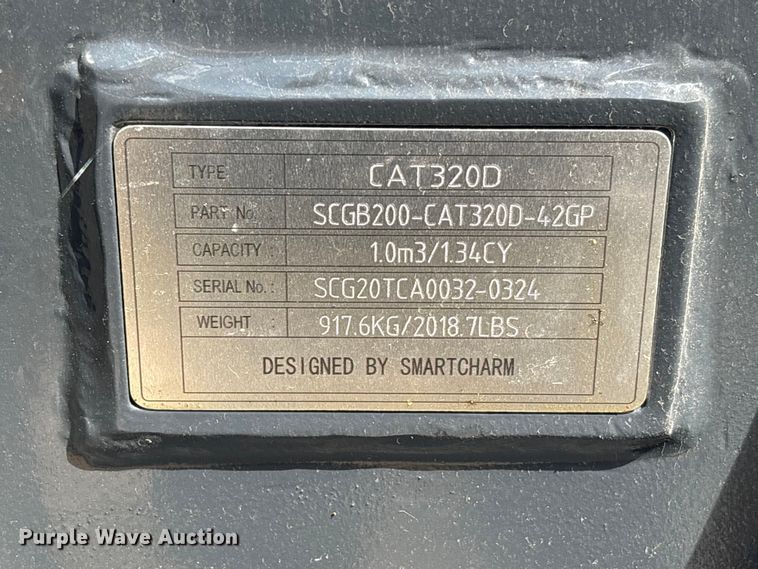 TYPE : CAT320D
PART No. : SCGB200-CAT320D-42GP
CAPACITY : 1.0m3/1.34CY
SERIAL No. : SCG20TCA0032-0324
WEIGHT : 917.6KG/2018.7LBS
DESIGNED BY SMARTCHARM
Purple Wave Auction